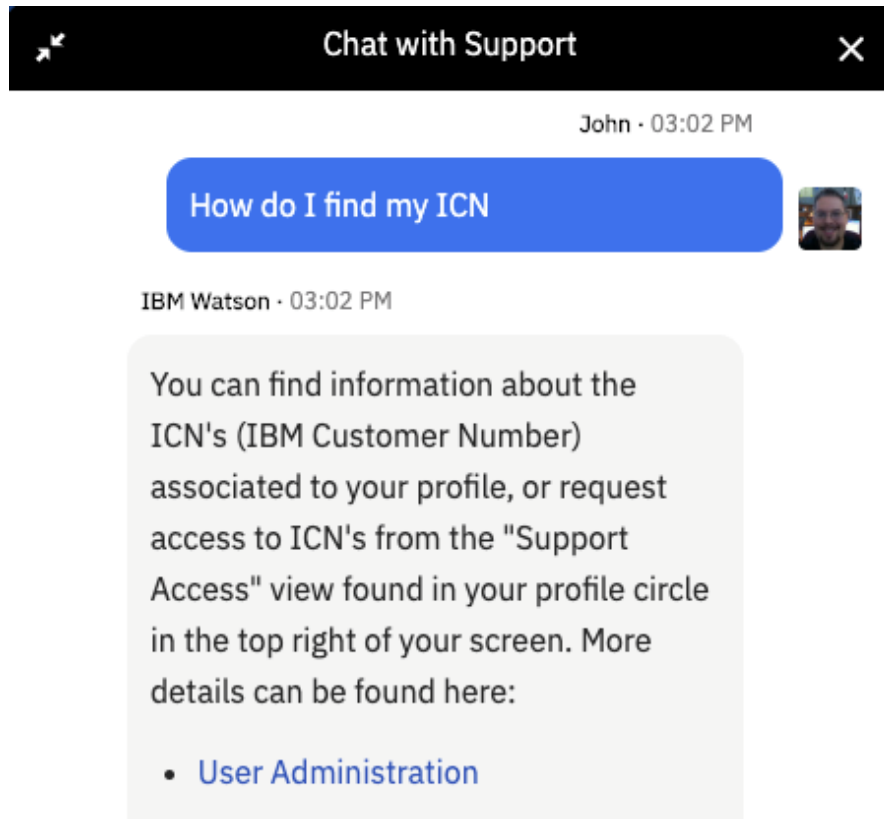 Chat with Support
John · 03:02 PM
How do I find my ICN
IBM Watson · 03:02 PM
You can find information about the
ICN's (IBM Customer Number)
associated to your profile, or request
access to ICN's from the "Support
Access" view found in your profile circle
in the top right of your screen. More
details can be found here:
• User Administration